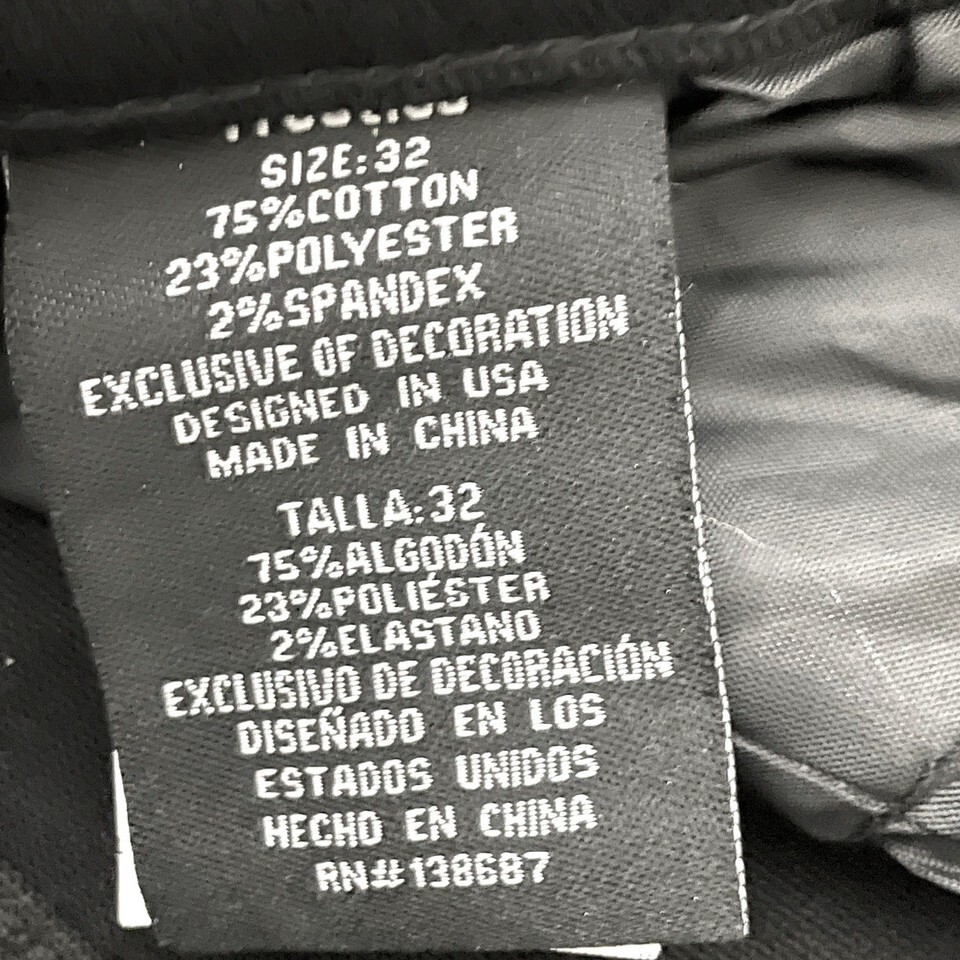 SIZE:32
75%COTTON
23%POLYESTER
2%SPANDEX
EXCLUSIVE OF DECORATION
DESIGNED IN USA
MADE IN CHINA
TALLA:32
75%ALGODÓN
23%POLIÉSTER
2%ELASTANO
EXCLUSIVO DE DECORACIÓN
DISEÑADO EN LOS
ESTADOS UNIDOS
HECHO EN CHINA
RN#138687